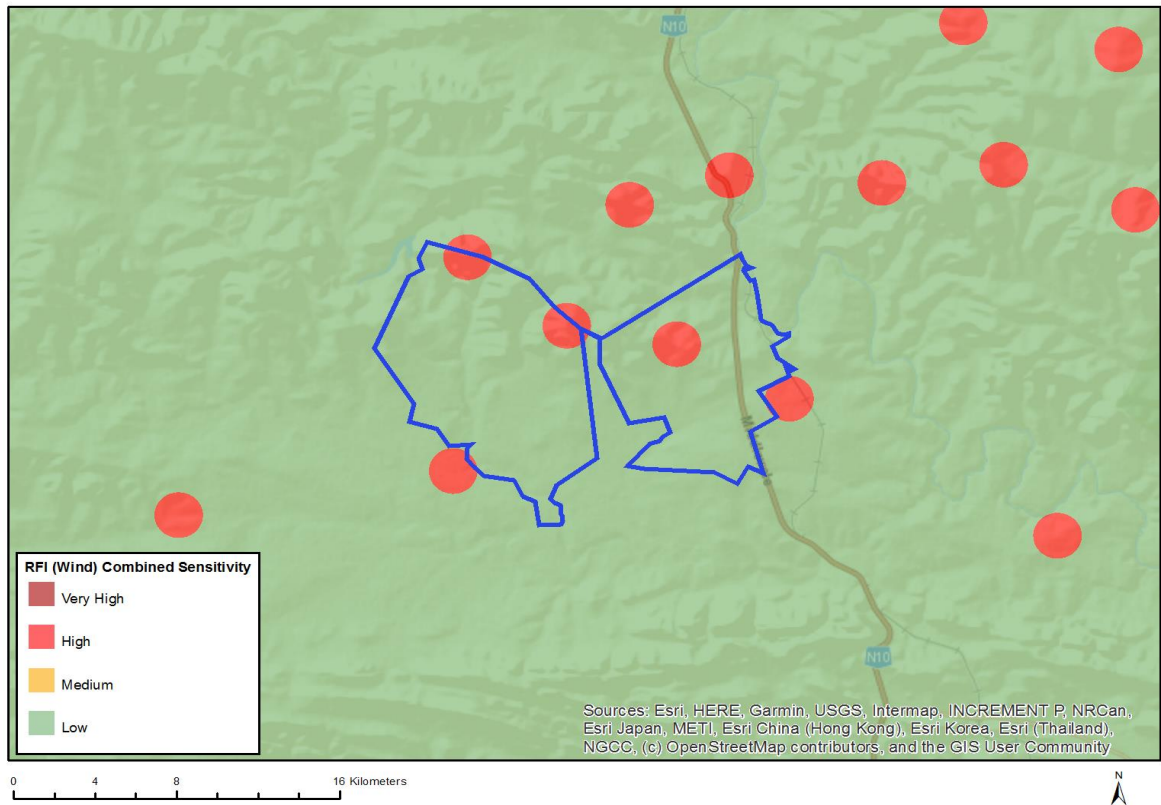 N10
N10
RFI (Wind) Combined Sensitivity
Very High
High
Medium
Low
Sources: Esri, HERE, Garmin, USGS, Intermap, INCREMENT P, NRCan,
Esri Japan, METI, Esri China (Hong Kong), Esri Korea, Esri (Thailand),
NGCC, (c) OpenStreetMap contributors, and the GIS User Community
0 4 8 16 Kilometers
N